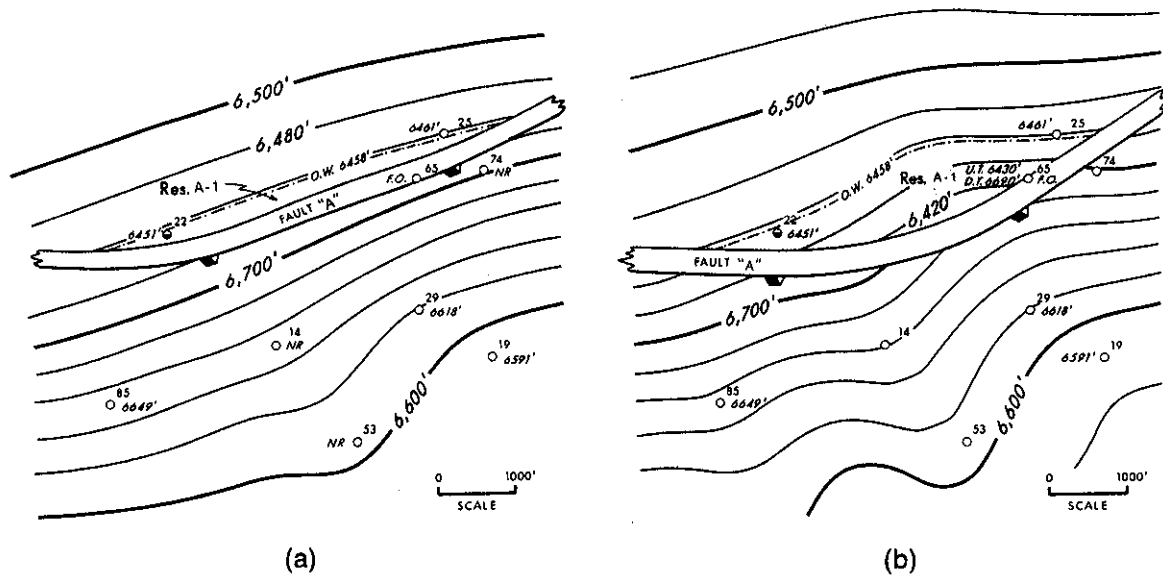 6,500'
6,480'
25
6461'
O.W. 6458'
Res. A-1
65
F.O.
74
NR
FAULT "A"
22
6451'
6,700'
29
6618'
14
NR
19
6591'
85
6649'
6,600'
53
NR
0 1000'
SCALE
(a)
6,500'
25
6461'
O.W. 6458'
Res. A-1
U.T. 6430'
D.T. 6690'
65
F.O.
74
6,420'
22
6451'
FAULT "A"
6,700'
29
6618'
14
19
6591'
85
6649'
6,600'
53
0 1000'
SCALE
(b)